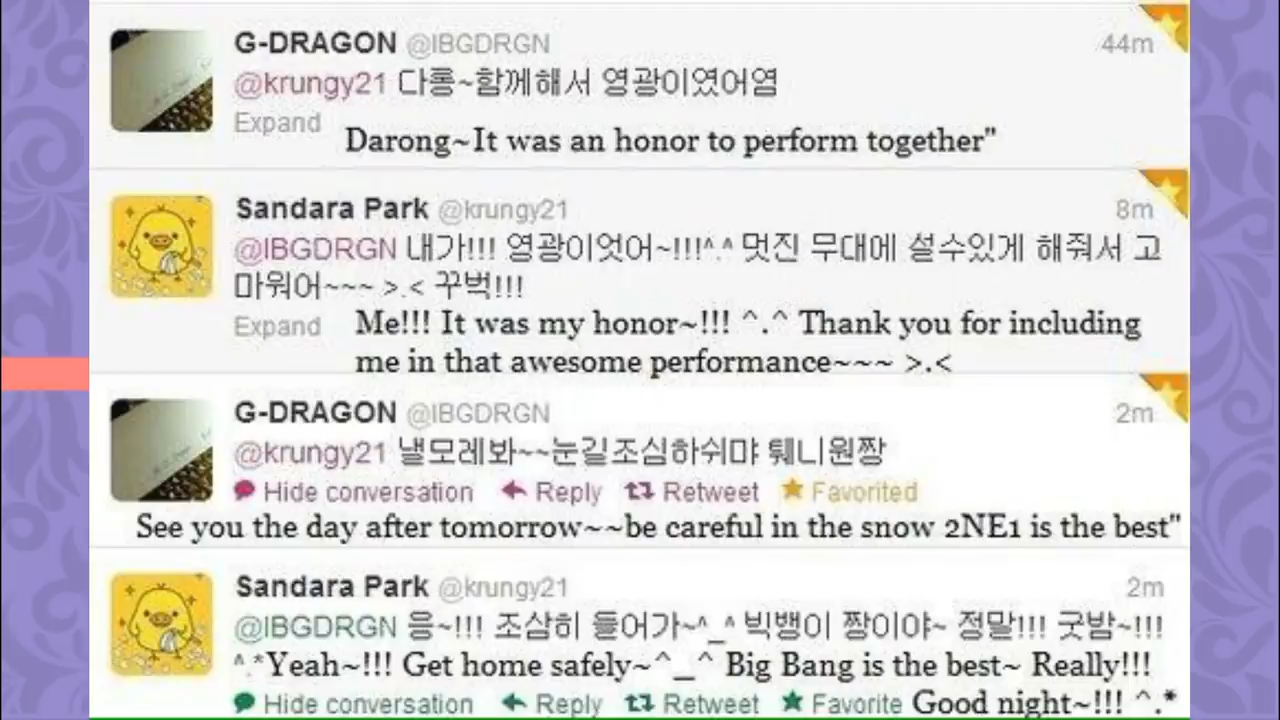 G-DRAGON @IBGDRGN 44m
@krungy21 다롱~함께해서 영광이였어염
Expand
Darong~It was an honor to perform together"
Sandara Park @krungy21 8m
@IBGDRGN 내가!!! 영광이엇어~!!!^.^ 멋진 무대에 설수있게 해줘서 고
마워어~~~ >.< 꾸벅!!!
Expand
Me!!! It was my honor~!!! ^.^ Thank you for including
me in that awesome performance~~~ >.<
G-DRAGON @IBGDRGN 2m
@krungy21 낼모레봐~~눈길조심하쉬먀 퉤니원짱
Hide conversation Reply Retweet Favorited
See you the day after tomorrow~~be careful in the snow 2NE1 is the best"
Sandara Park @krungy21 2m
@IBGDRGN 응~!!! 조삼히 들어가~^_^ 빅뱅이 짱이야~ 정말!!! 굿밤~!!!
^.*Yeah~!!! Get home safely~^_^ Big Bang is the best~ Really!!!
Hide conversation Reply Retweet Favorite Good night~!!! ^.*